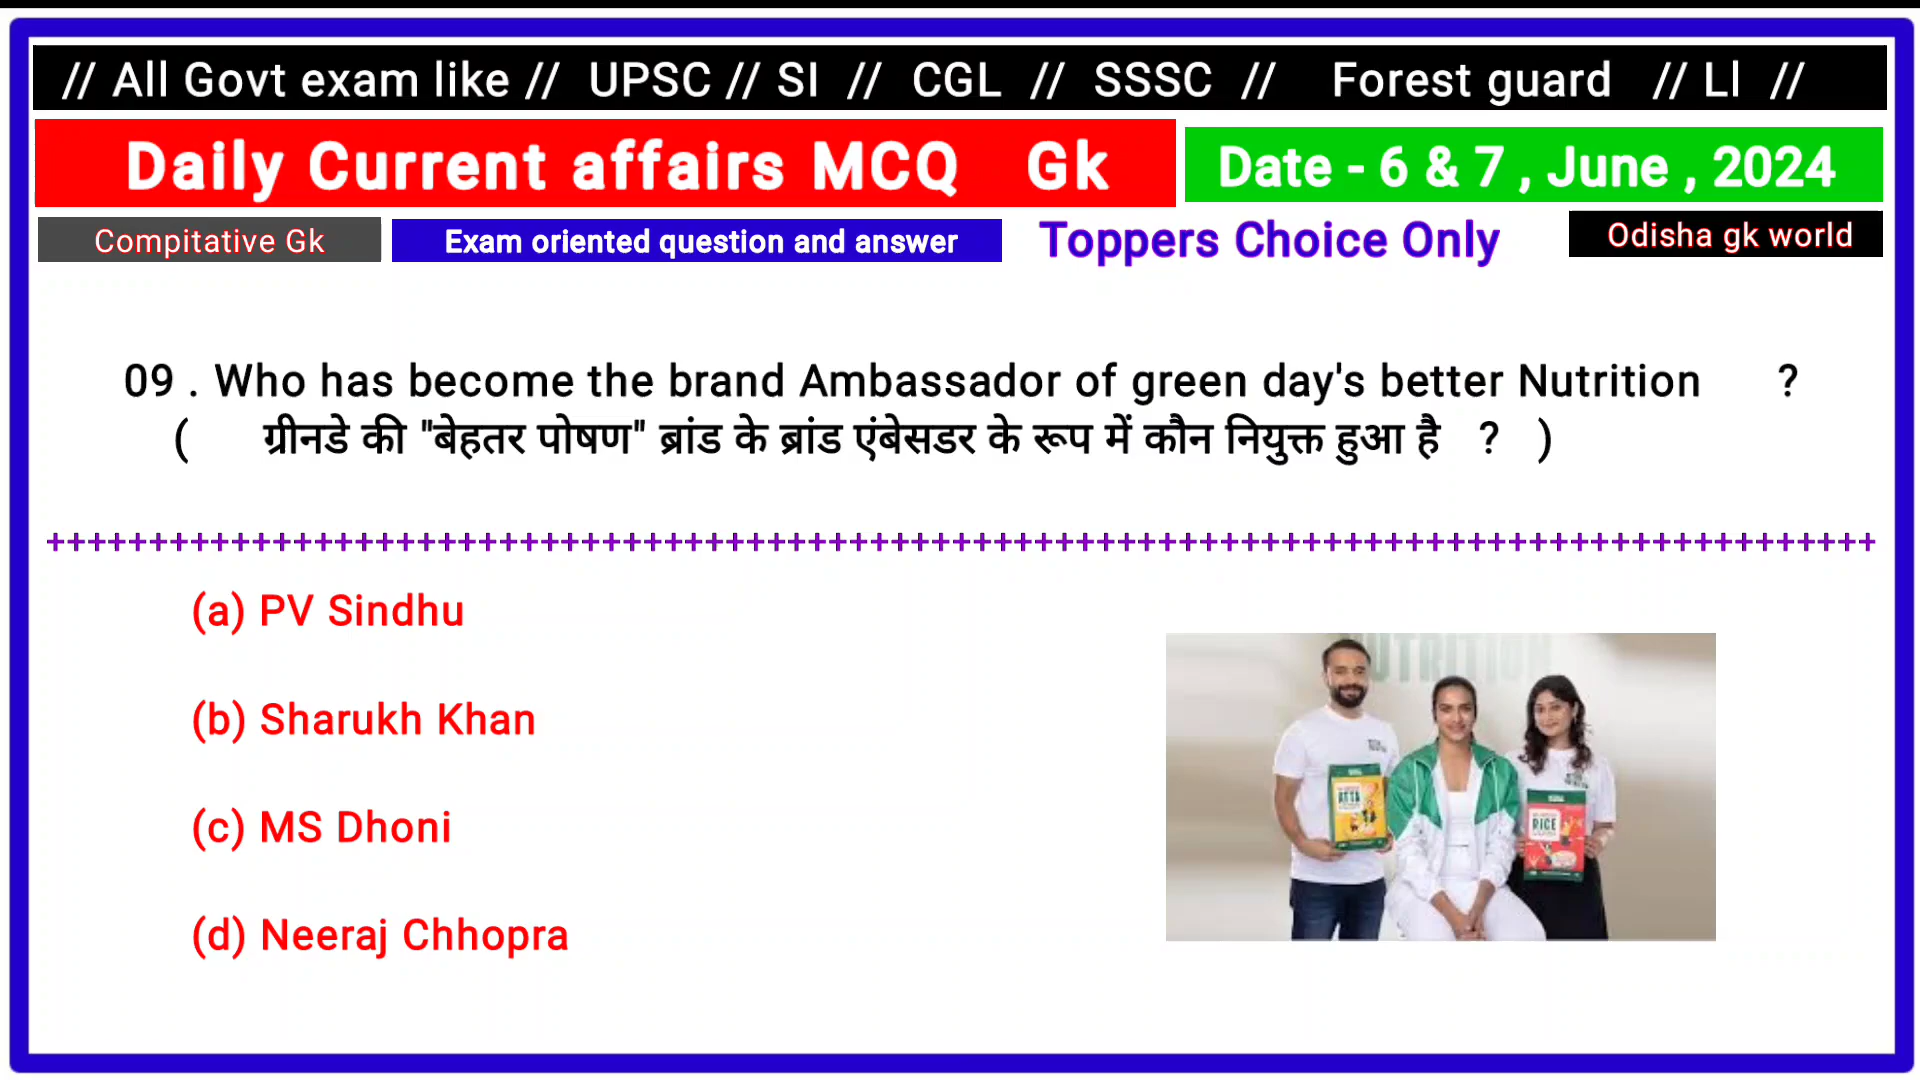 // All Govt exam like // UPSC // SI // CGL // SSSC // Forest guard // Ll //
Daily Current affairs MCQ Gk
Date - 6 & 7 , June , 2024
Compitative Gk
Exam oriented question and answer
Toppers Choice Only
Odisha gk world
09 . Who has become the brand Ambassador of green day's better Nutrition ?
( ग्रीनडे की "बेहतर पोषण" ब्रांड के ब्रांड एंबेसडर के रूप में कौन नियुक्त हुआ है ? )
++++++++++++++++++++++++++++++++++++++++++++++++++++++++++++++++++++++++++++++++++++++++
(a) PV Sindhu
(b) Sharukh Khan
(c) MS Dhoni
(d) Neeraj Chhopra
NUTRITION
ATTA
RICE